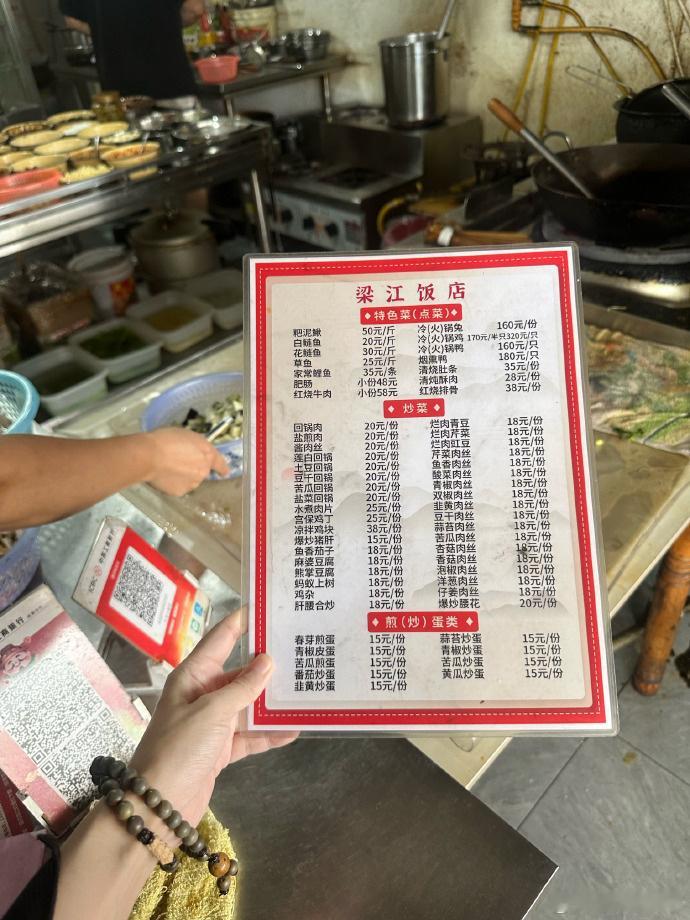 梁江饭店
特色菜(点菜)
粑泥鳅 50元/斤 冷(火)锅兔 160元/份
白鲢鱼 20元/斤 冷(火)锅鸡 170元/半只320元/只
花鲢鱼 30元/斤 冷(火)锅鸭 160元/只
草鱼 25元/斤 烟熏鸭 180元/只
家常鲤鱼 35元/条 清烧肚条 35元/份
肥肠 小份48元 清炖酥肉 28元/份
红烧牛肉 小份58元 红烧排骨 38元/份
炒菜
回锅肉 20元/份 烂肉青豆 18元/份
盐煎肉 20元/份 烂肉芹菜 18元/份
酱肉丝 20元/份 烂肉豇豆 18元/份
莲白回锅 20元/份 芹菜肉丝 18元/份
土豆回锅 20元/份 鱼香肉丝 18元/份
豆干回锅 20元/份 酸菜肉丝 18元/份
苦瓜回锅 20元/份 青椒肉丝 18元/份
盐菜回锅 20元/份 双椒肉丝 18元/份
水煮肉片 25元/份 韭黄肉丝 18元/份
宫保鸡丁 25元/份 豆干肉丝 18元/份
凉拌鸡块 38元/份 蒜苔肉丝 18元/份
爆炒猪肝 15元/份 苦瓜肉丝 18元/份
鱼香茄子 18元/份 杏菇肉丝 18元/份
麻婆豆腐 18元/份 香菇肉丝 18元/份
熊掌豆腐 18元/份 泡椒肉丝 18元/份
蚂蚁上树 18元/份 洋葱肉丝 18元/份
鸡杂 18元/份 仔姜肉丝 18元/份
肝腰合炒 18元/份 爆炒腰花 20元/份
煎(炒)蛋类
春芽煎蛋 15元/份 蒜苔炒蛋 15元/份
青椒皮蛋 15元/份 青椒炒蛋 15元/份
苦瓜煎蛋 15元/份 苦瓜炒蛋 15元/份
番茄炒蛋 15元/份 黄瓜炒蛋 15元/份
韭黄炒蛋 15元/份
ICBC 中国工商银行